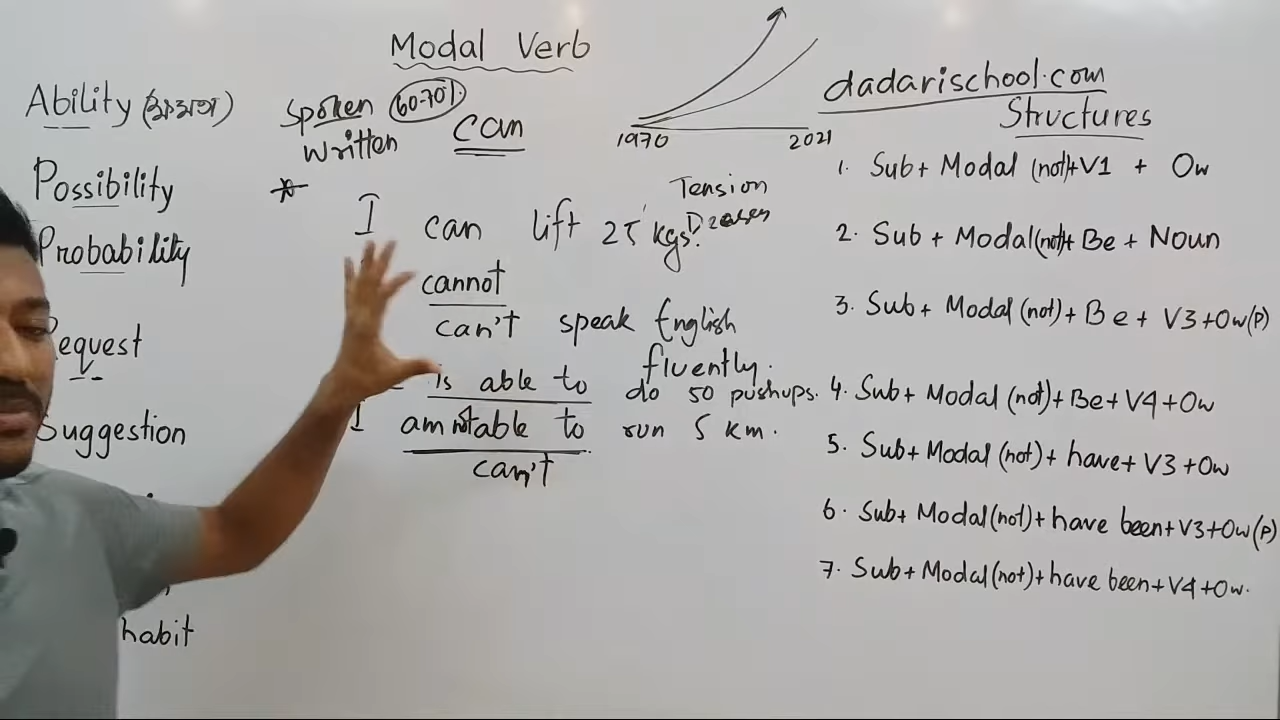 Modal Verb
dadarischool.com
Ability (ক্ষমতা)
Possibility
Probability
Request
Suggestion
habit
Spoken 60-70%
Written
Can
1970 2021
Tension
I can lift 25 kgs.
cannot
can't speak English
fluently.
is able to do 50 pushups.
I am not able to run 5 km.
can't
Structures
1. Sub+ Modal (not)+V1 + Ow
2. Sub + Modal(not)+ Be + Noun
3. Sub+ Modal (not)+ Be + V3+Ow(P)
4. Sub+ Modal (not)+Be+V4+Ow
5. Sub+Modal (not)+have+V3+Ow
6. Sub+ Modal(not)+have been+V3+Ow(P)
7. Sub+Modal(not)+have been+V4+Ow.